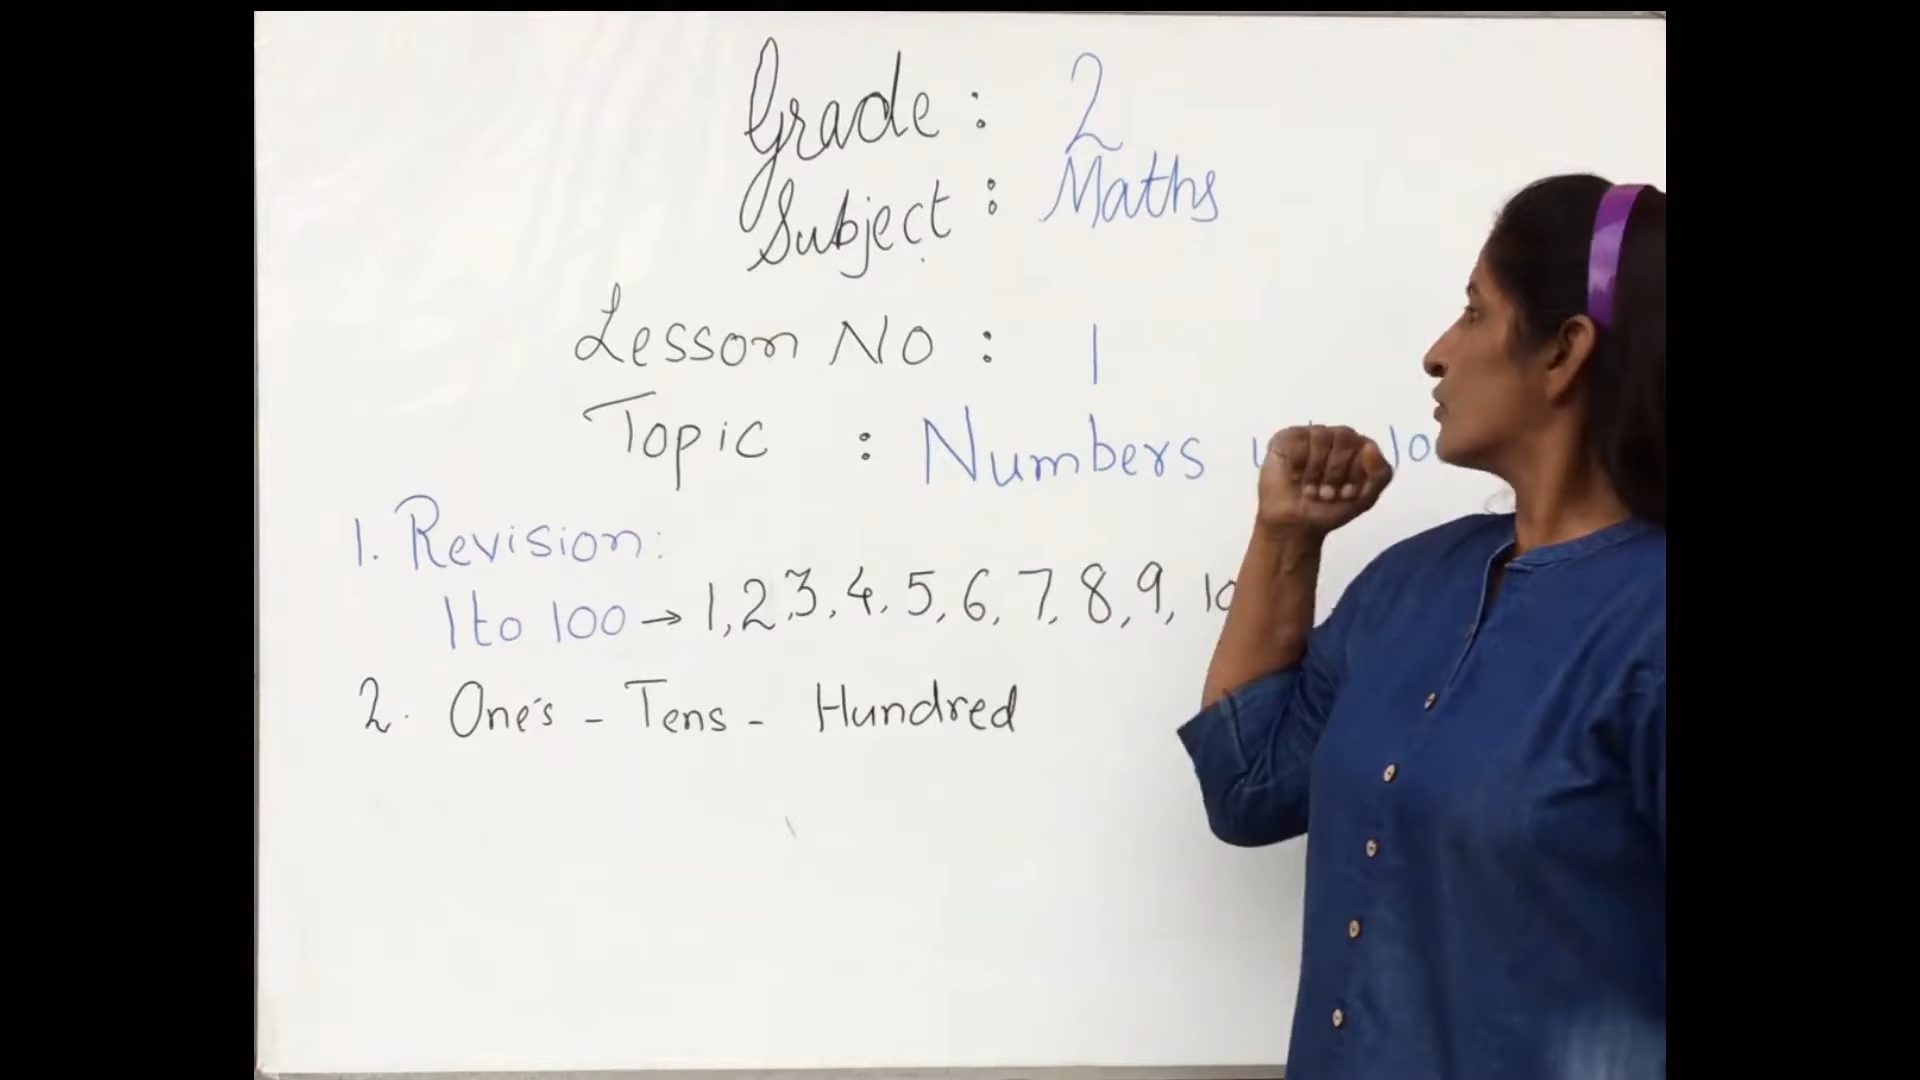 Grade : 2
Subject : Maths
Lesson No : 1
Topic : Numbers
1. Revision:
1 to 100 → 1, 2, 3, 4, 5, 6, 7, 8, 9, 10
2. One's - Tens - Hundred